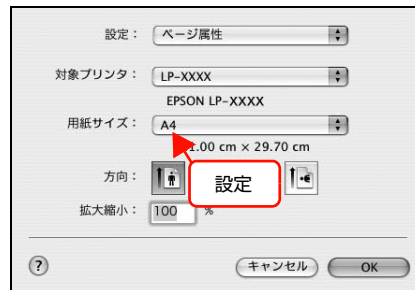 設定： ページ属性
対象プリンタ： LP-XXXX
EPSON LP-XXXX
用紙サイズ： A4
1.00 cm × 29.70 cm
方向：
設定
拡大縮小： 100 %
? キャンセル OK